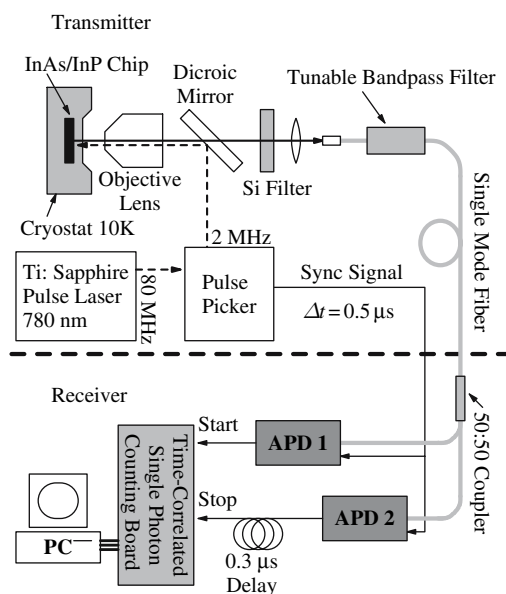 Transmitter
InAs/InP Chip
Dicroic
Mirror
Tunable Bandpass Filter
Objective
Lens
Si Filter
Cryostat 10K
Single Mode Fiber
2 MHz
Ti: Sapphire
Pulse Laser
780 nm
80 MHz
Pulse
Picker
Sync Signal
Δt = 0.5 µs
Receiver
50:50 Coupler
Start
APD 1
Time-Correlated
Single Photon
Counting Board
Stop
APD 2
PC
0.3 µs
Delay